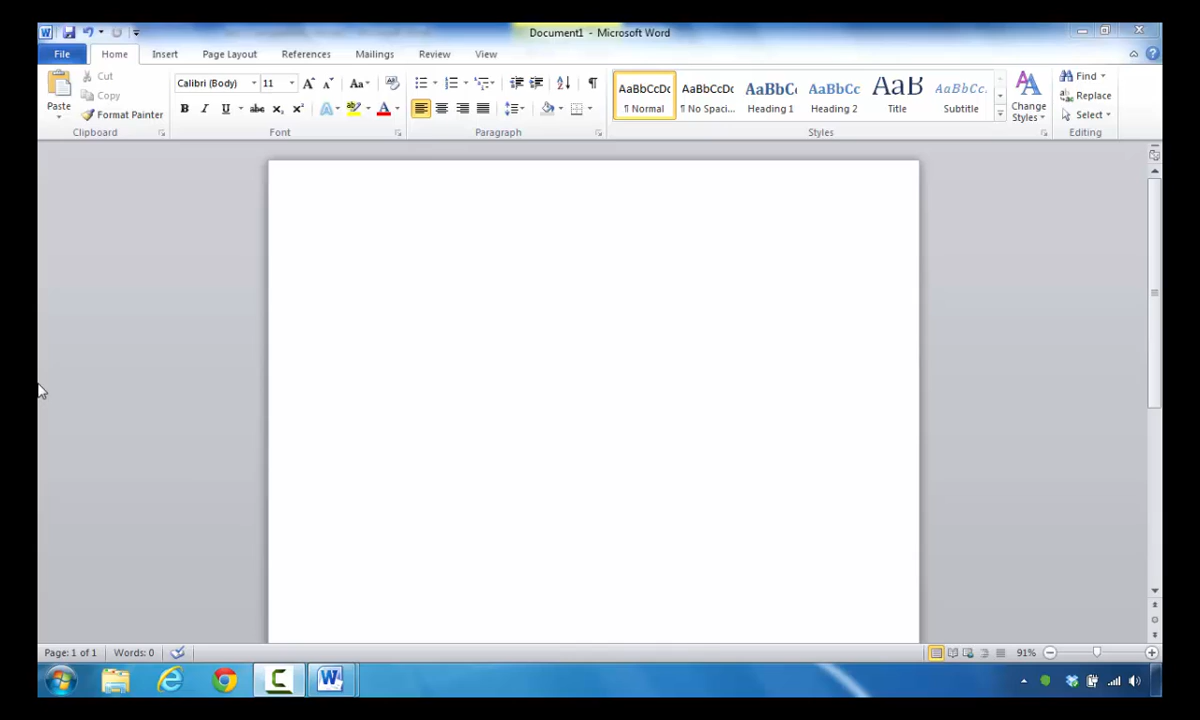 Document1 - Microsoft Word
File Home Insert Page Layout References Mailings Review View
Paste
Cut
Copy
Format Painter
Clipboard
Calibri (Body) 11
Font
Paragraph
AaBbCcDc AaBbCcDc AaBbCc AaBbCc AaB AaBbCc.
¶ Normal ¶ No Spaci... Heading 1 Heading 2 Title Subtitle
Change
Styles
Styles
Find
Replace
Select
Editing
Page: 1 of 1 Words: 0 91%